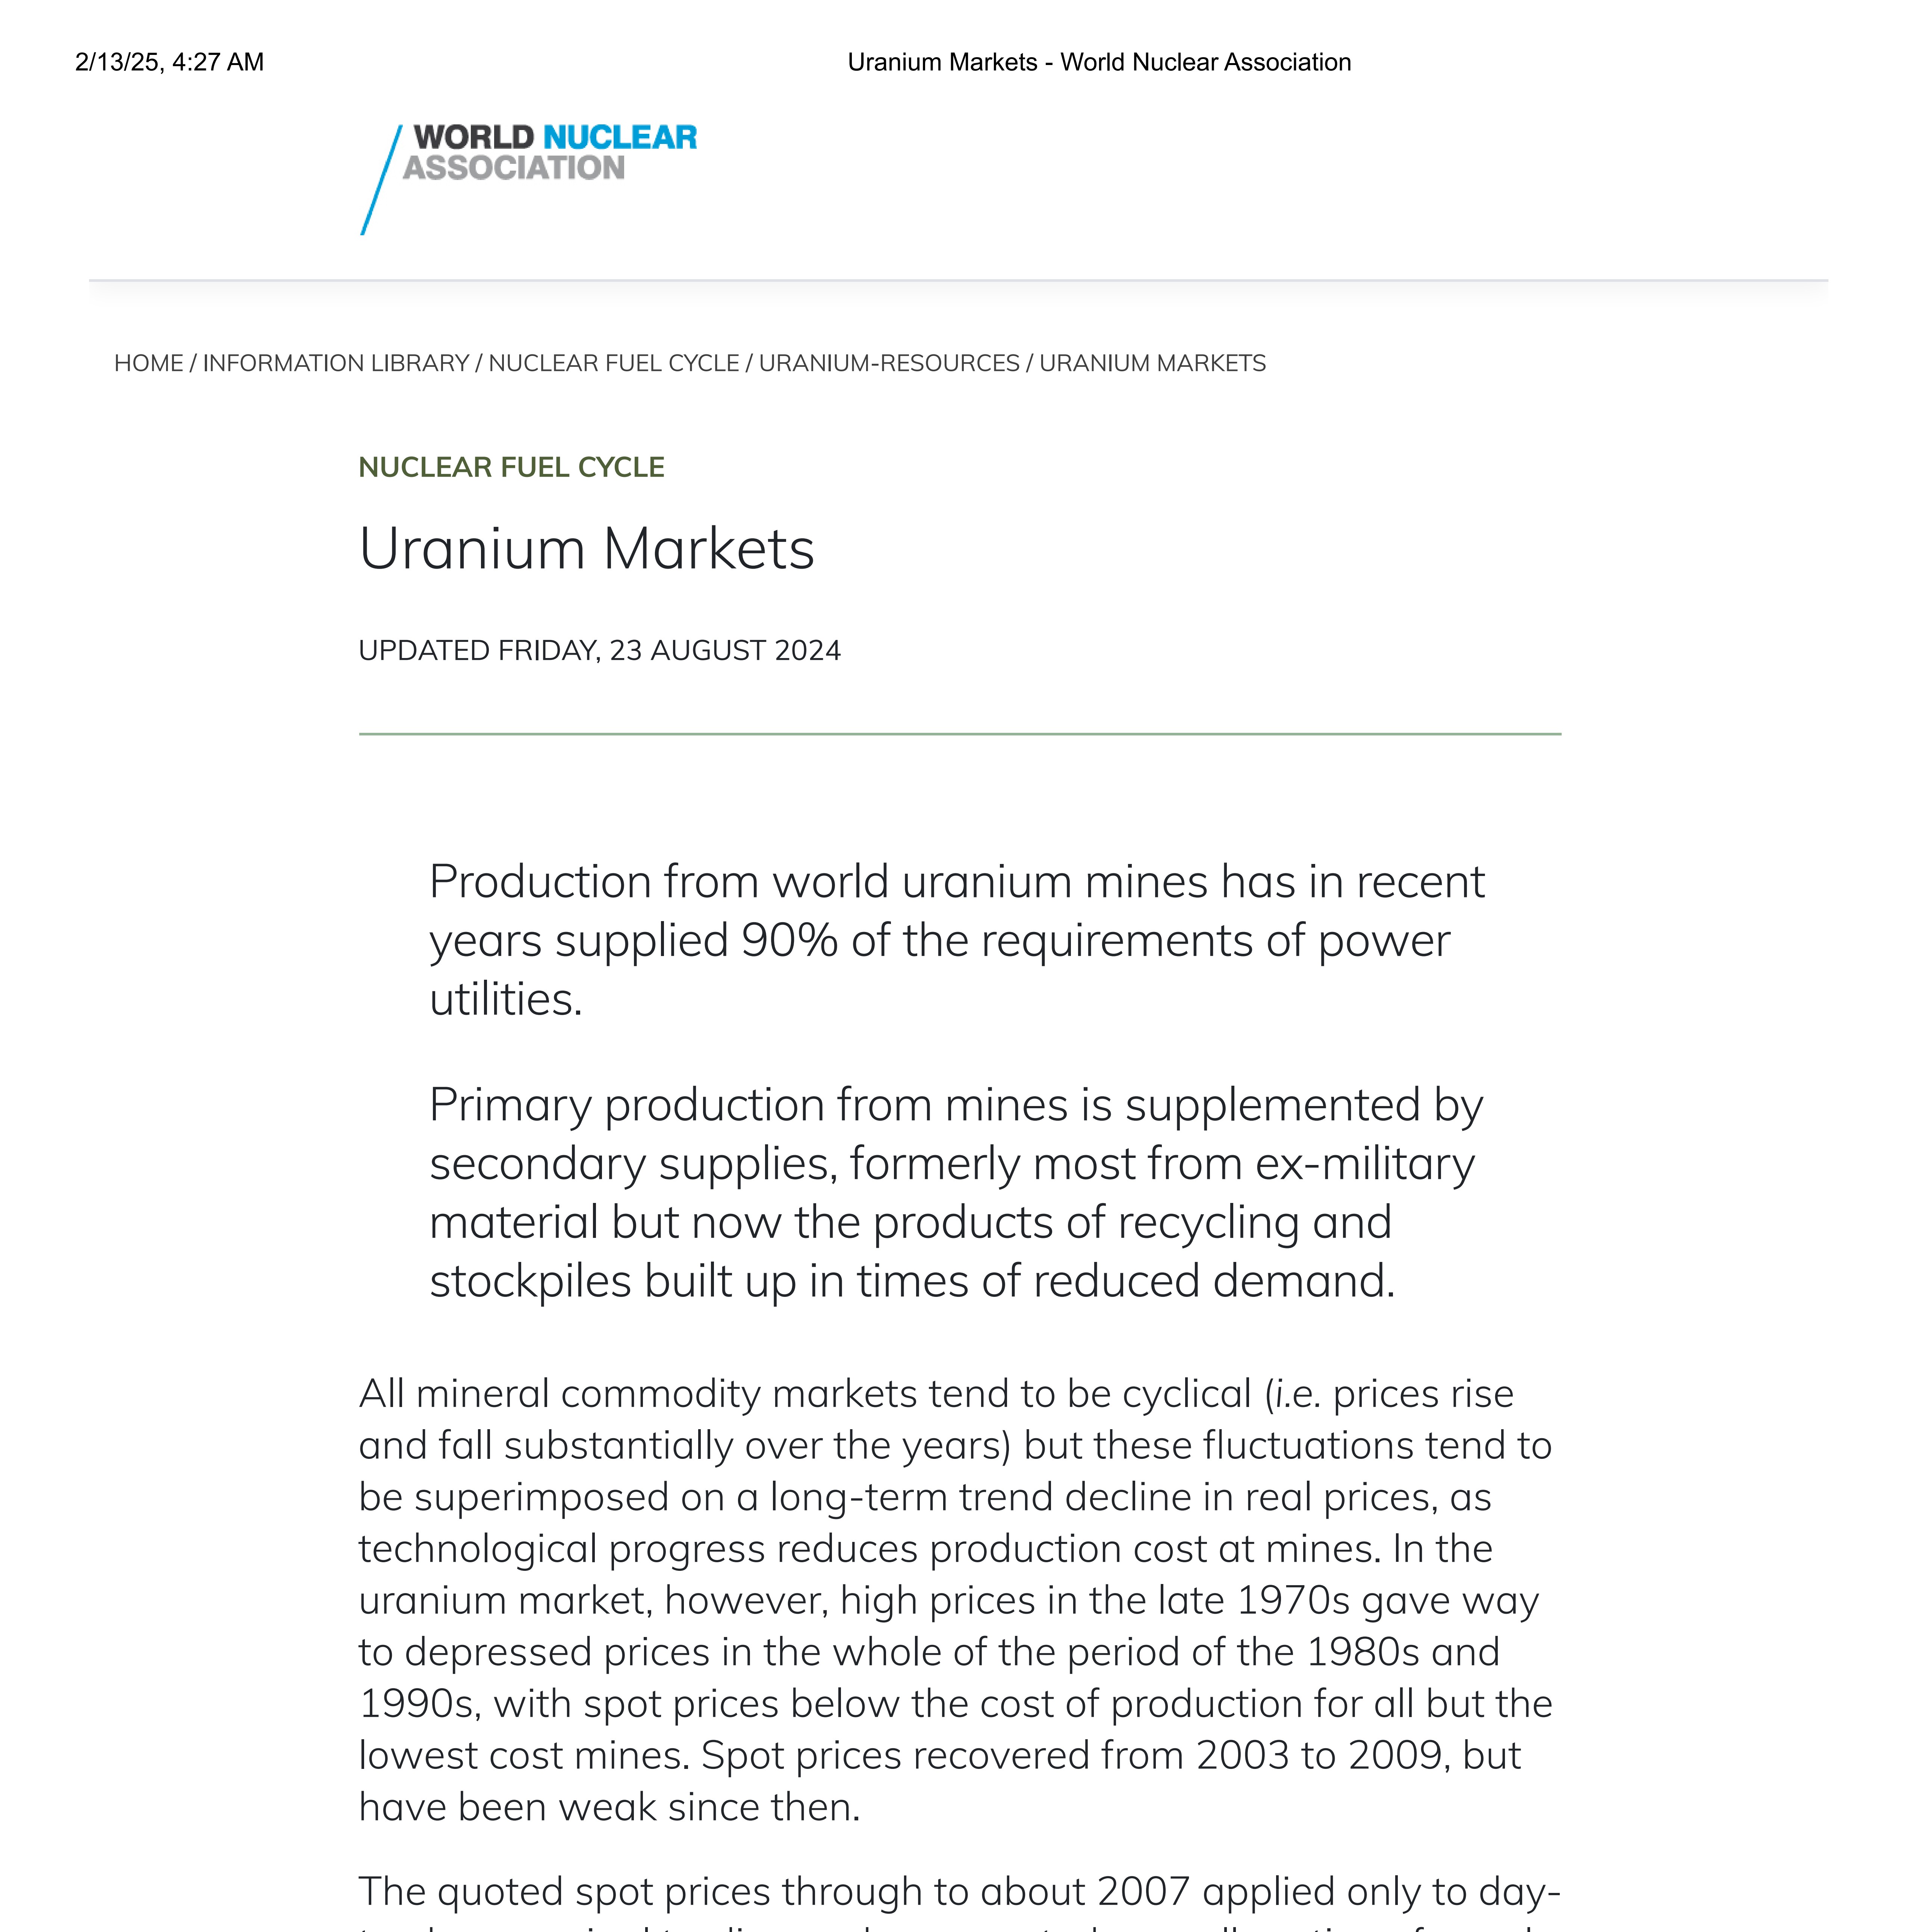 2/13/25, 4:27 AM
Uranium Markets - World Nuclear Association
WORLD NUCLEAR
ASSOCIATION
HOME / INFORMATION LIBRARY / NUCLEAR FUEL CYCLE / URANIUM-RESOURCES / URANIUM MARKETS
NUCLEAR FUEL CYCLE
Uranium Markets
UPDATED FRIDAY, 23 AUGUST 2024
Production from world uranium mines has in recent
years supplied 90% of the requirements of power
utilities.
Primary production from mines is supplemented by
secondary supplies, formerly most from ex-military
material but now the products of recycling and
stockpiles built up in times of reduced demand.
All mineral commodity markets tend to be cyclical (i.e. prices rise
and fall substantially over the years) but these fluctuations tend to
be superimposed on a long-term trend decline in real prices, as
technological progress reduces production cost at mines. In the
uranium market, however, high prices in the late 1970s gave way
to depressed prices in the whole of the period of the 1980s and
1990s, with spot prices below the cost of production for all but the
lowest cost mines. Spot prices recovered from 2003 to 2009, but
have been weak since then.
The quoted spot prices through to about 2007 applied only to day-